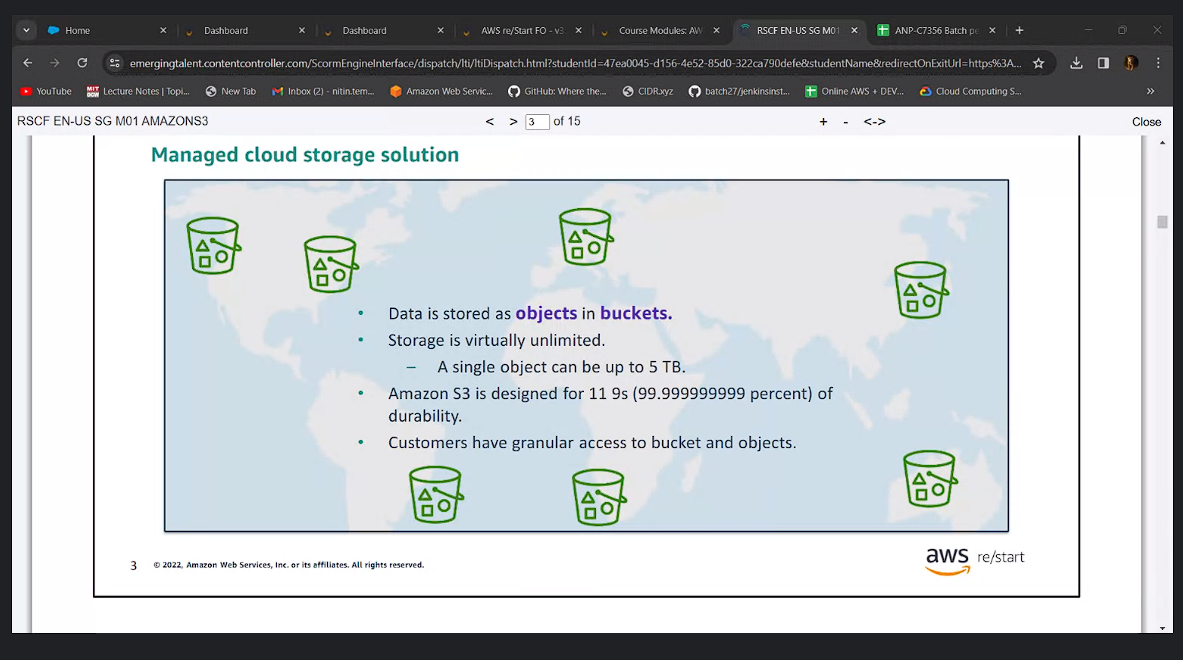 Home
Dashboard
Dashboard
AWS re/Start FO - v3
Course Modules: AW
RSCF EN-US SG M01
ANP-C7356 Batch pe
emergingtalent.contentcontroller.com/ScormEngineInterface/dispatch/lti/ltiDispatch.html?studentId=47ea0045-d156-4e52-85d0-322ca790defe&studentName&redirectOnExitUrl=https%3A...
YouTube
MIT OCW
Lecture Notes | Topi...
New Tab
Inbox (2) - nitin.tem...
Amazon Web Servic...
GitHub: Where the...
CIDR.xyz
batch27/jenkinsinst...
Online AWS + DEV...
Cloud Computing S...
»
RSCF EN-US SG M01 AMAZONS3
< > 3 of 15
+ - <->
Close
Managed cloud storage solution
• Data is stored as objects in buckets.
• Storage is virtually unlimited.
– A single object can be up to 5 TB.
• Amazon S3 is designed for 11 9s (99.999999999 percent) of
durability.
• Customers have granular access to bucket and objects.
3 © 2022, Amazon Web Services, Inc. or its affiliates. All rights reserved.
aws re/start